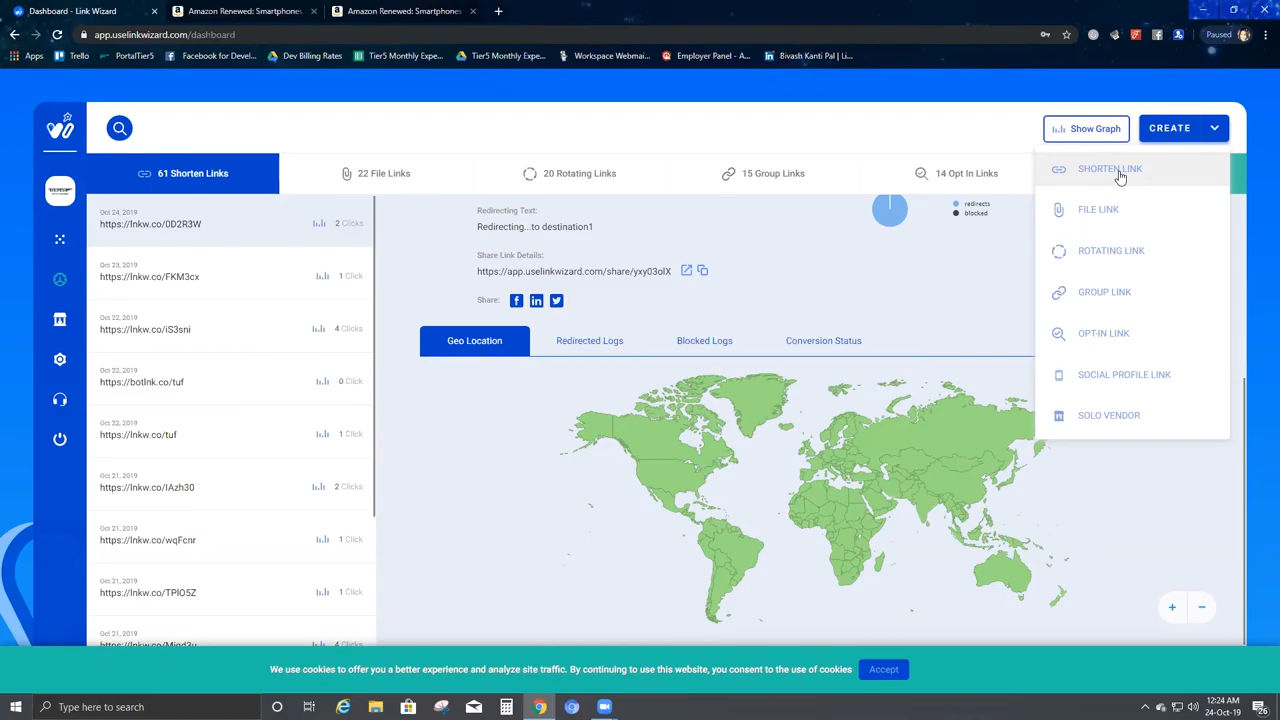 Dashboard - Link Wizard
Amazon Renewed: Smartphones
Amazon Renewed: Smartphones
app.uselinkwizard.com/dashboard
Paused
Apps
Trello
PortalTier5
Facebook for Devel...
Dev Billing Rates
Tier5 Monthly Expe...
Tier5 Monthly Expe...
Workspace Webmai...
Employer Panel - A...
Bivash Kanti Pal | Li...
Show Graph
CREATE
61 Shorten Links
22 File Links
20 Rotating Links
15 Group Links
14 Opt In Links
SHORTEN LINK
FILE LINK
ROTATING LINK
GROUP LINK
OPT-IN LINK
SOCIAL PROFILE LINK
SOLO VENDOR
Oct 24, 2019
https://lnkw.co/0D2R3W
2 Clicks
Oct 23, 2019
https://lnkw.co/FKM3cx
1 Click
Oct 22, 2019
https://lnkw.co/iS3sni
4 Clicks
Oct 22, 2019
https://botlnk.co/tuf
0 Click
Oct 22, 2019
https://lnkw.co/tuf
1 Click
Oct 21, 2019
https://lnkw.co/IAzh30
2 Clicks
Oct 21, 2019
https://lnkw.co/wqFcnr
1 Click
Oct 21, 2019
https://lnkw.co/TPlO5Z
1 Click
Oct 21, 2019
Redirecting Text:
Redirecting...to destination1
redirects
blocked
Share Link Details:
https://app.uselinkwizard.com/share/yxy03olX
Share:
Geo Location
Redirected Logs
Blocked Logs
Conversion Status
+
−
We use cookies to offer you a better experience and analyze site traffic. By continuing to use this website, you consent to the use of cookies
Accept
Type here to search
12:24 AM
24-Oct-19
26